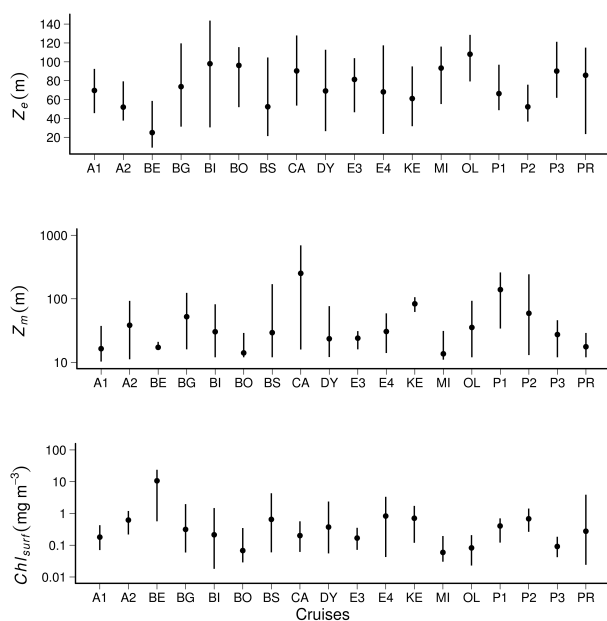 140
120
100
80
60
40
20
Zₑ (m)
A1 A2 BE BG BI BO BS CA DY E3 E4 KE MI OL P1 P2 P3 PR
1000
100
10
Zₘ (m)
A1 A2 BE BG BI BO BS CA DY E3 E4 KE MI OL P1 P2 P3 PR
100
10
1
0.1
0.01
Chl_surf (mg m⁻³)
A1 A2 BE BG BI BO BS CA DY E3 E4 KE MI OL P1 P2 P3 PR
Cruises